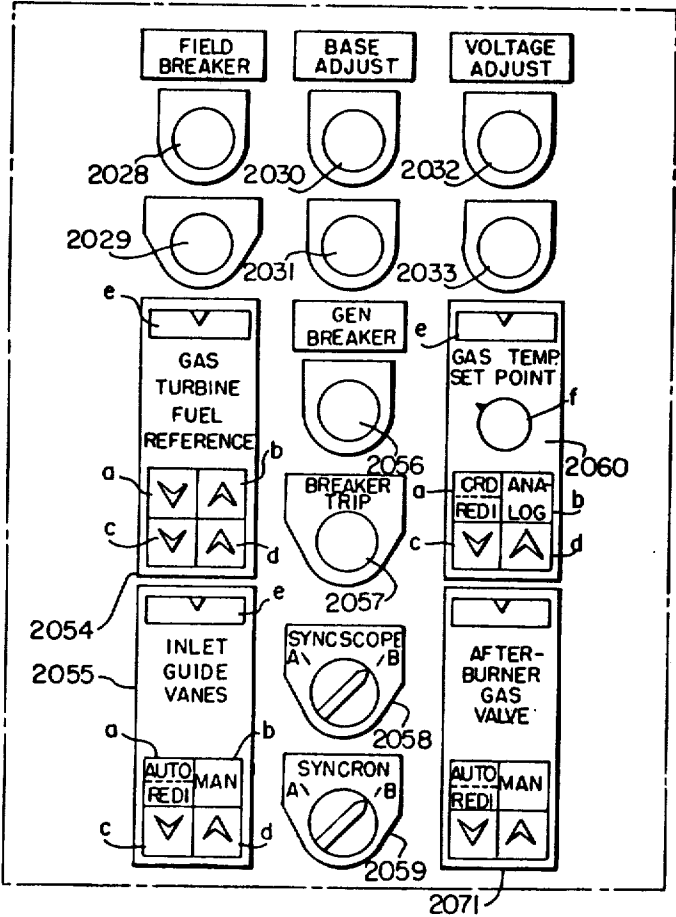 FIELD
BREAKER
BASE
ADJUST
VOLTAGE
ADJUST
2028
2030
2032
2029
2031
2033
e
GAS
TURBINE
FUEL
REFERENCE
a
b
c
d
2054
GEN
BREAKER
2056
BREAKER
TRIP
2057
e
GAS TEMP.
SET POINT
f
2060
a
CRD
REDI
ANA-
LOG
b
c
d
e
2055
INLET
GUIDE
VANES
a
b
AUTO
REDI
MAN
c
d
SYNCSCOPE
A
B
2058
SYNCRON
A
B
2059
AFTER-
BURNER
GAS
VALVE
AUTO
REDI
MAN
2071